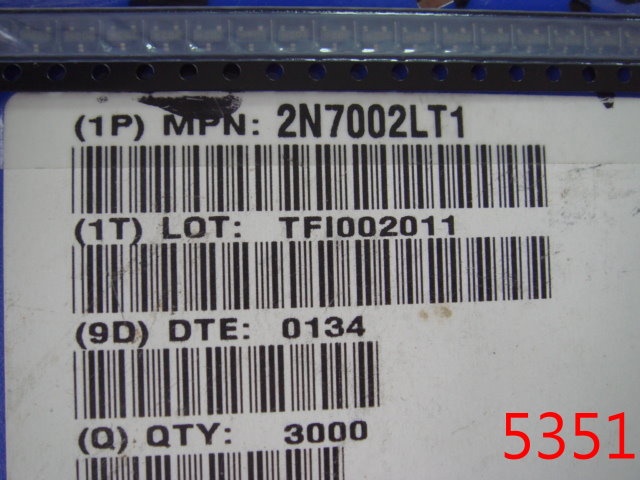 (1P) MPN: 2N7002LT1
(1T) LOT: TFI002011
(9D) DTE: 0134
(Q) QTY: 3000
5351